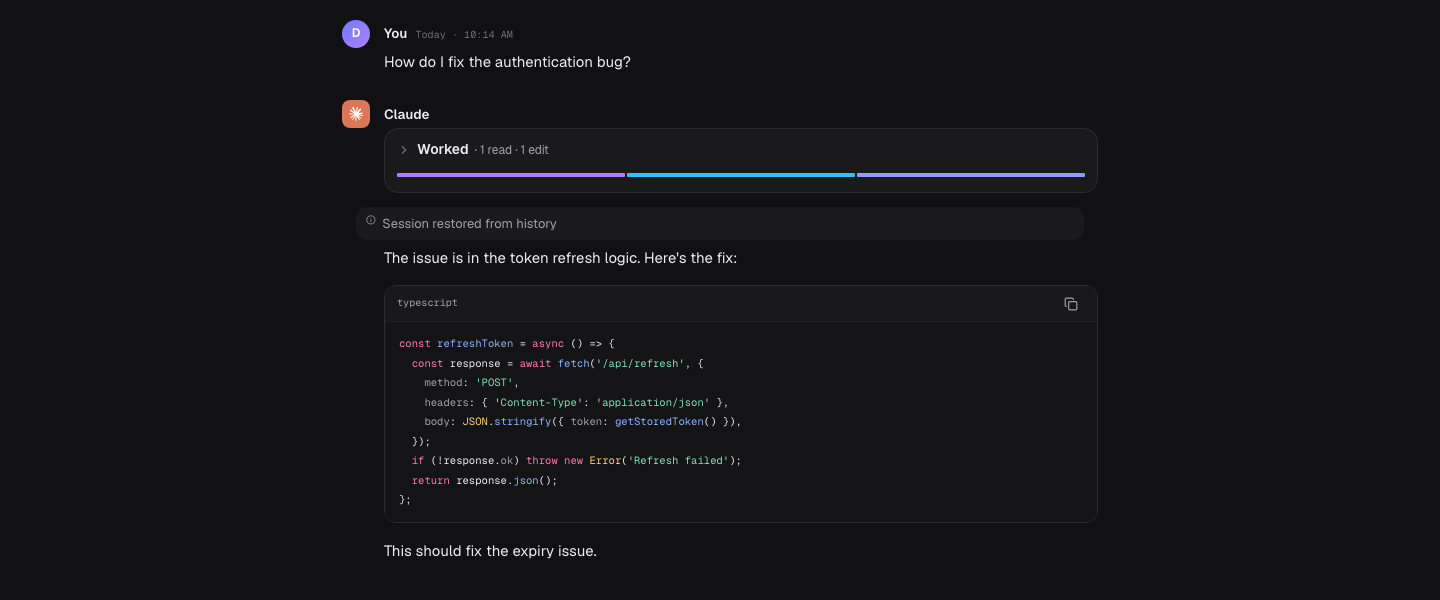 D
You Today · 10:14 AM
How do I fix the authentication bug?
Claude
Worked · 1 read · 1 edit
Session restored from history
The issue is in the token refresh logic. Here's the fix:
typescript
const refreshToken = async () => {
  const response = await fetch('/api/refresh', {
    method: 'POST',
    headers: { 'Content-Type': 'application/json' },
    body: JSON.stringify({ token: getStoredToken() }),
  });
  if (!response.ok) throw new Error('Refresh failed');
  return response.json();
};
This should fix the expiry issue.